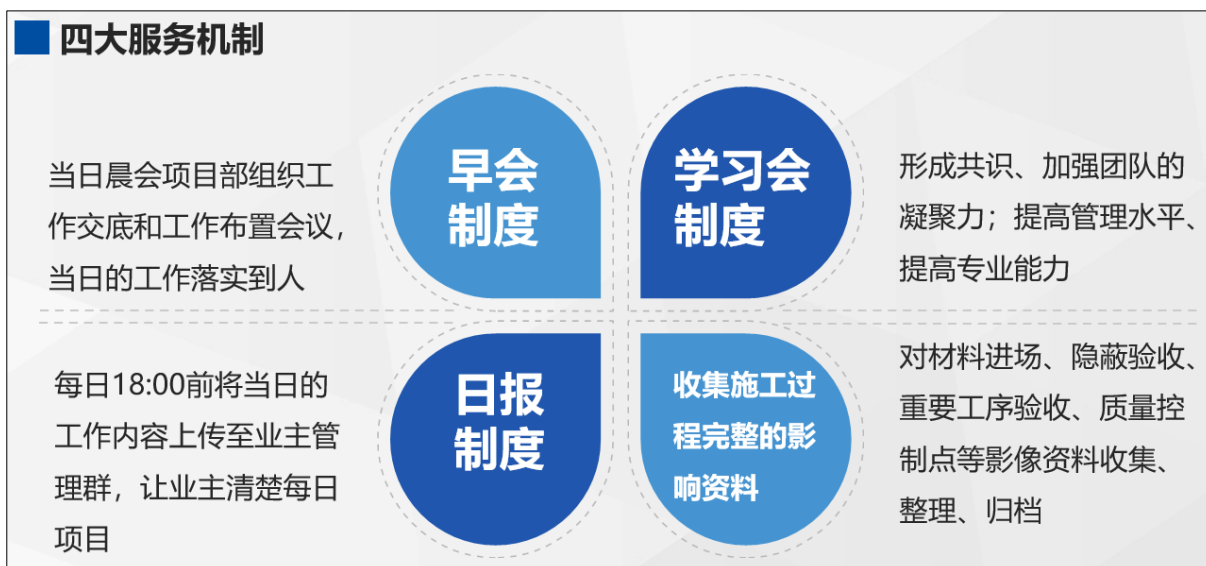 四大服务机制
当日晨会项目部组织工
作交底和工作布置会议，
当日的工作落实到人
早会
制度
学习会
制度
形成共识、加强团队的
凝聚力；提高管理水平、
提高专业能力
每日18:00前将当日的
工作内容上传至业主管
理群，让业主清楚每日
项目
日报
制度
收集施工过
程完整的影
响资料
对材料进场、隐蔽验收、
重要工序验收、质量控
制点等影像资料收集、
整理、归档